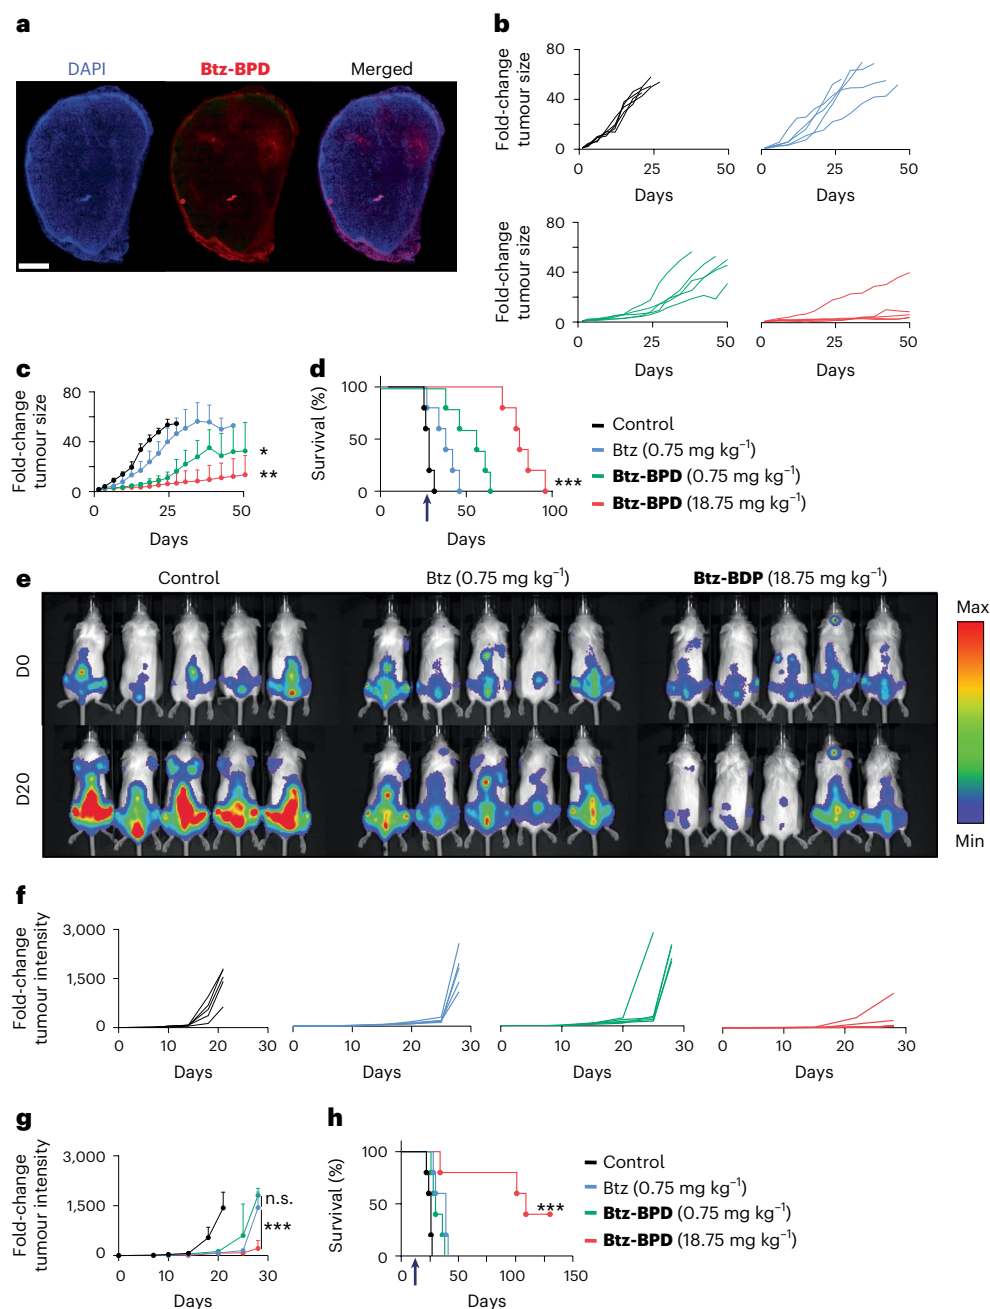 a
DAPI
Btz-BPD
Merged
b
80
40
0
Fold-change
tumour size
0
25
50
Days
0
25
50
Days
80
40
0
Fold-change
tumour size
0
25
50
Days
0
25
50
Days
c
80
40
0
Fold-change
tumour size
0
25
50
Days
*
**
d
100
50
0
Survival (%)
0
50
100
Days
***
Control
Btz (0.75 mg kg⁻¹)
Btz-BPD (0.75 mg kg⁻¹)
Btz-BPD (18.75 mg kg⁻¹)
e
Control
Btz (0.75 mg kg⁻¹)
Btz-BDP (18.75 mg kg⁻¹)
D0
D20
Max
Min
f
3,000
1,500
0
Fold-change
tumour intensity
0
10
20
30
Days
0
10
20
30
Days
0
10
20
30
Days
0
10
20
30
Days
g
3,000
1,500
0
Fold-change
tumour intensity
0
10
20
30
Days
n.s.
***
h
100
50
0
Survival (%)
0
50
100
150
Days
***
Control
Btz (0.75 mg kg⁻¹)
Btz-BPD (0.75 mg kg⁻¹)
Btz-BPD (18.75 mg kg⁻¹)